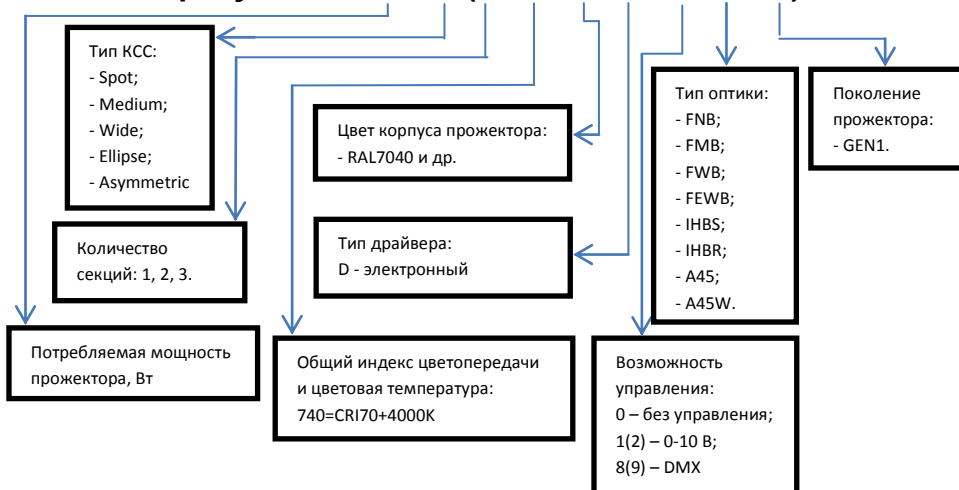 Тип КСС:
- Spot;
- Medium;
- Wide;
- Ellipse;
- Asymmetric
Количество
секций: 1, 2, 3.
Потребляемая мощность
прожектора, Вт
Цвет корпуса прожектора:
- RAL7040 и др.
Тип драйвера:
D - электронный
Общий индекс цветопередачи
и цветовая температура:
740=CRI70+4000K
Тип оптики:
- FNB;
- FMB;
- FWB;
- FEWB;
- IHBS;
- IHBR;
- A45;
- A45W.
Возможность
управления:
0 – без управления;
1(2) – 0-10 В;
8(9) – DMX
Поколение
прожектора:
- GEN1.